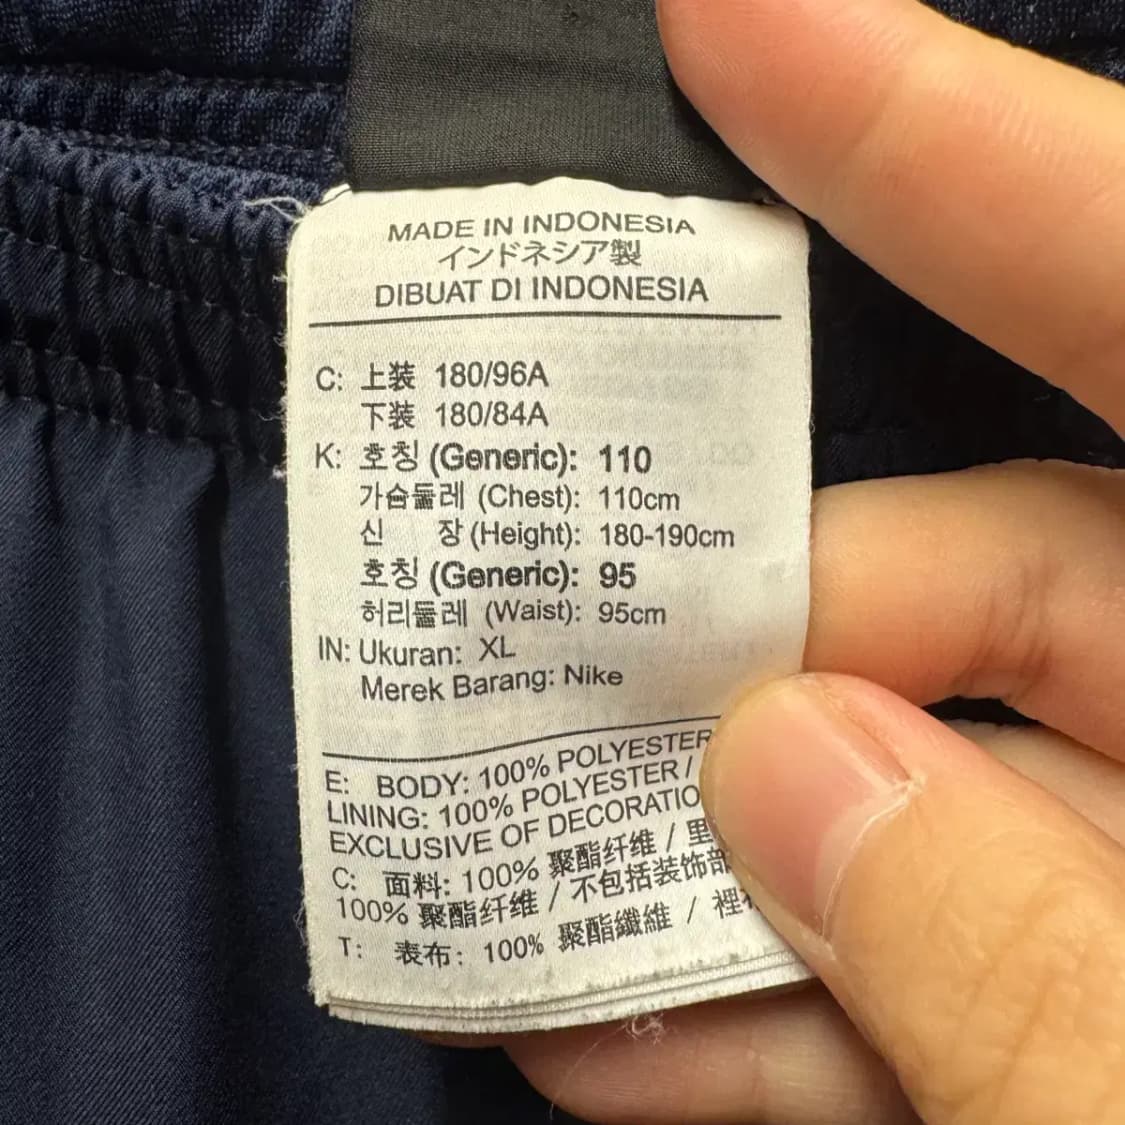 MADE IN INDONESIA
インドネシア製
DIBUAT DI INDONESIA
C: 上装 180/96A
下装 180/84A
K: 호칭 (Generic): 110
가슴둘레 (Chest): 110cm
신 장 (Height): 180-190cm
호칭 (Generic): 95
허리둘레 (Waist): 95cm
IN: Ukuran: XL
Merek Barang: Nike
E: BODY: 100% POLYESTER
LINING: 100% POLYESTER /
EXCLUSIVE OF DECORATIO
C: 面料: 100% 聚酯纤维 / 里
100% 聚酯纤维 / 不包括装饰部
T: 表布: 100% 聚酯纖維 / 裡